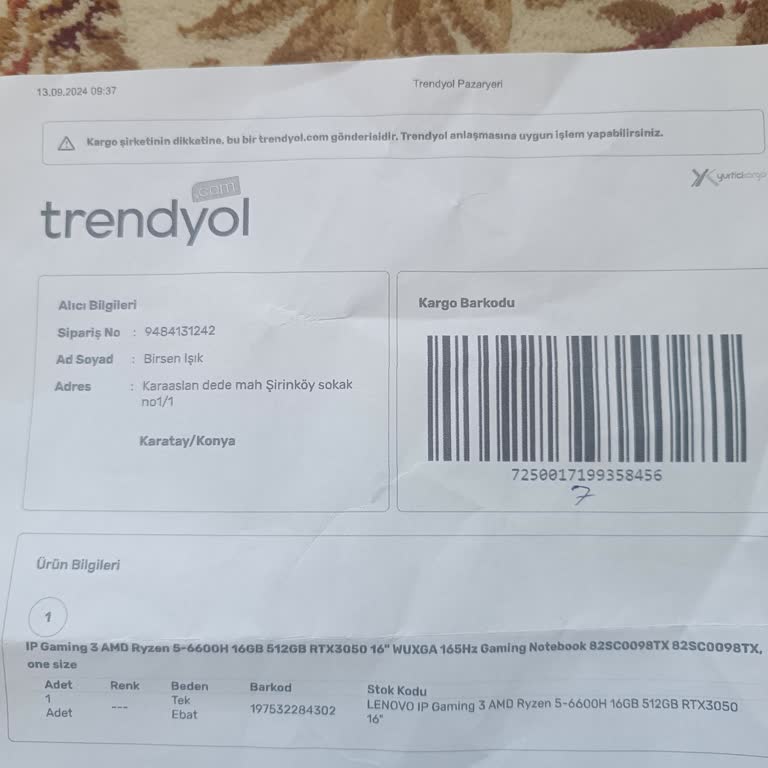 13.09.2024 09:37
Trendyol Pazaryeri
Kargo şirketinin dikkatine, bu bir trendyol.com gönderisidir. Trendyol anlaşmasına uygun işlem yapabilirsiniz.
yurtiçikargo
.com
trendyol
Alıcı Bilgileri
Sipariş No : 9484131242
Ad Soyad : Birsen Işık
Adres : Karaaslan dede mah Şirinköy sokak
no1/1
Karatay/Konya
Kargo Barkodu
7250017199358456
7
Ürün Bilgileri
1
IP Gaming 3 AMD Ryzen 5-6600H 16GB 512GB RTX3050 16" WUXGA 165Hz Gaming Notebook 82SC0098TX 82SC0098TX,
one size
Adet Renk Beden Barkod Stok Kodu
1 Adet --- Tek Ebat 197532284302 LENOVO IP Gaming 3 AMD Ryzen 5-6600H 16GB 512GB RTX3050
16"